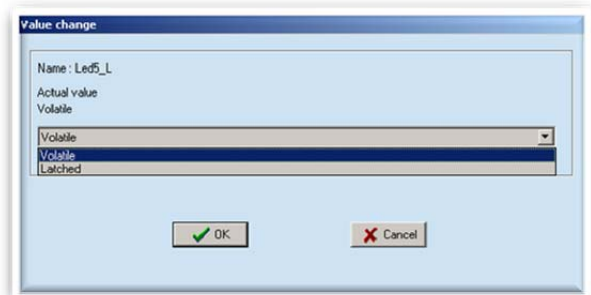 Value change
Name : Led5_L
Actual value
Volatile
Volatile
Volatile
Latched
OK
Cancel